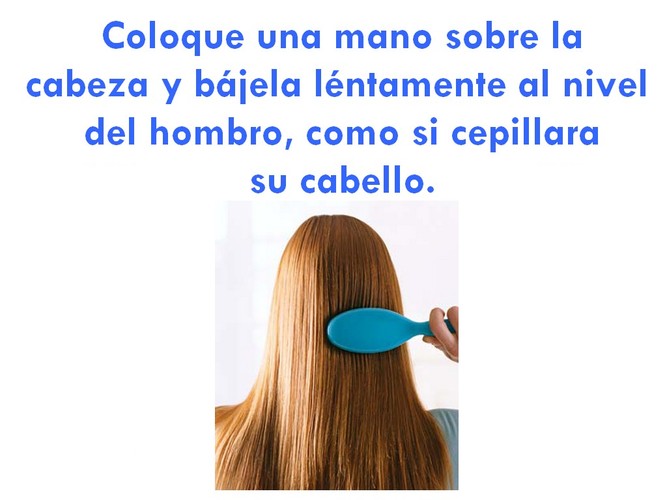 Coloque una mano sobre la
cabeza y bájela léntamente al nivel
del hombro, como si cepillara
su cabello.